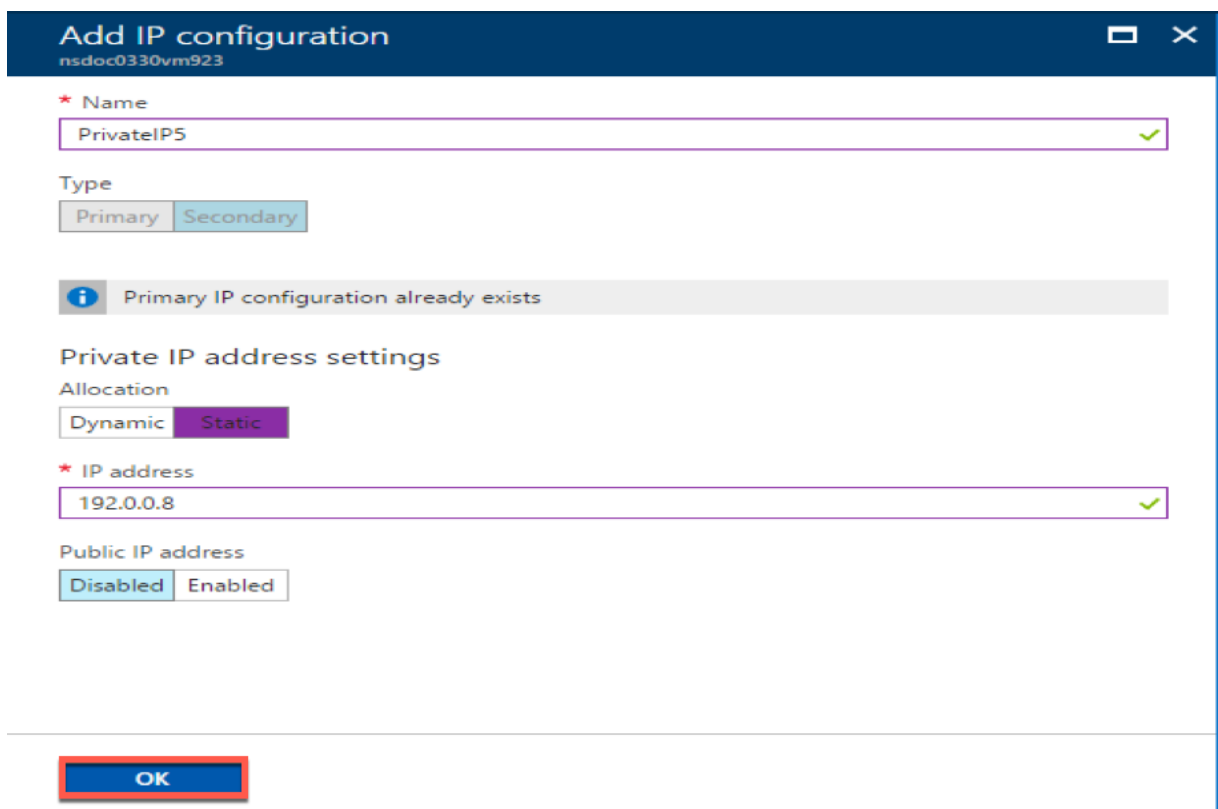 Add IP configuration
nsdoc0330vm923
* Name
PrivateIP5
Type
Primary Secondary
Primary IP configuration already exists
Private IP address settings
Allocation
Dynamic Static
* IP address
192.0.0.8
Public IP address
Disabled Enabled
OK